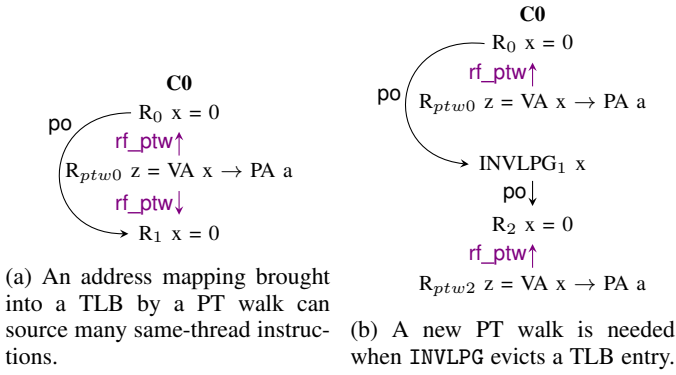 C0
R0 x = 0
po
rf_ptw↑
Rptw0 z = VA x → PA a
rf_ptw↓
R1 x = 0
(a) An address mapping brought
into a TLB by a PT walk can
source many same-thread instruc-
tions.
C0
R0 x = 0
rf_ptw↑
po
Rptw0 z = VA x → PA a
INVLPG1 x
po↓
R2 x = 0
rf_ptw↑
Rptw2 z = VA x → PA a
(b) A new PT walk is needed
when INVLPG evicts a TLB entry.